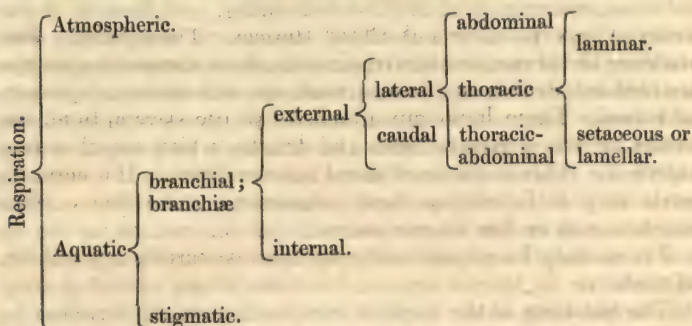 Respiration.
Atmospheric.
Aquatic
branchial ;
branchiæ
stigmatic.
external
internal.
lateral
caudal
abdominal
thoracic
thoracic-
abdominal
laminar.
setaceous or
lamellar.